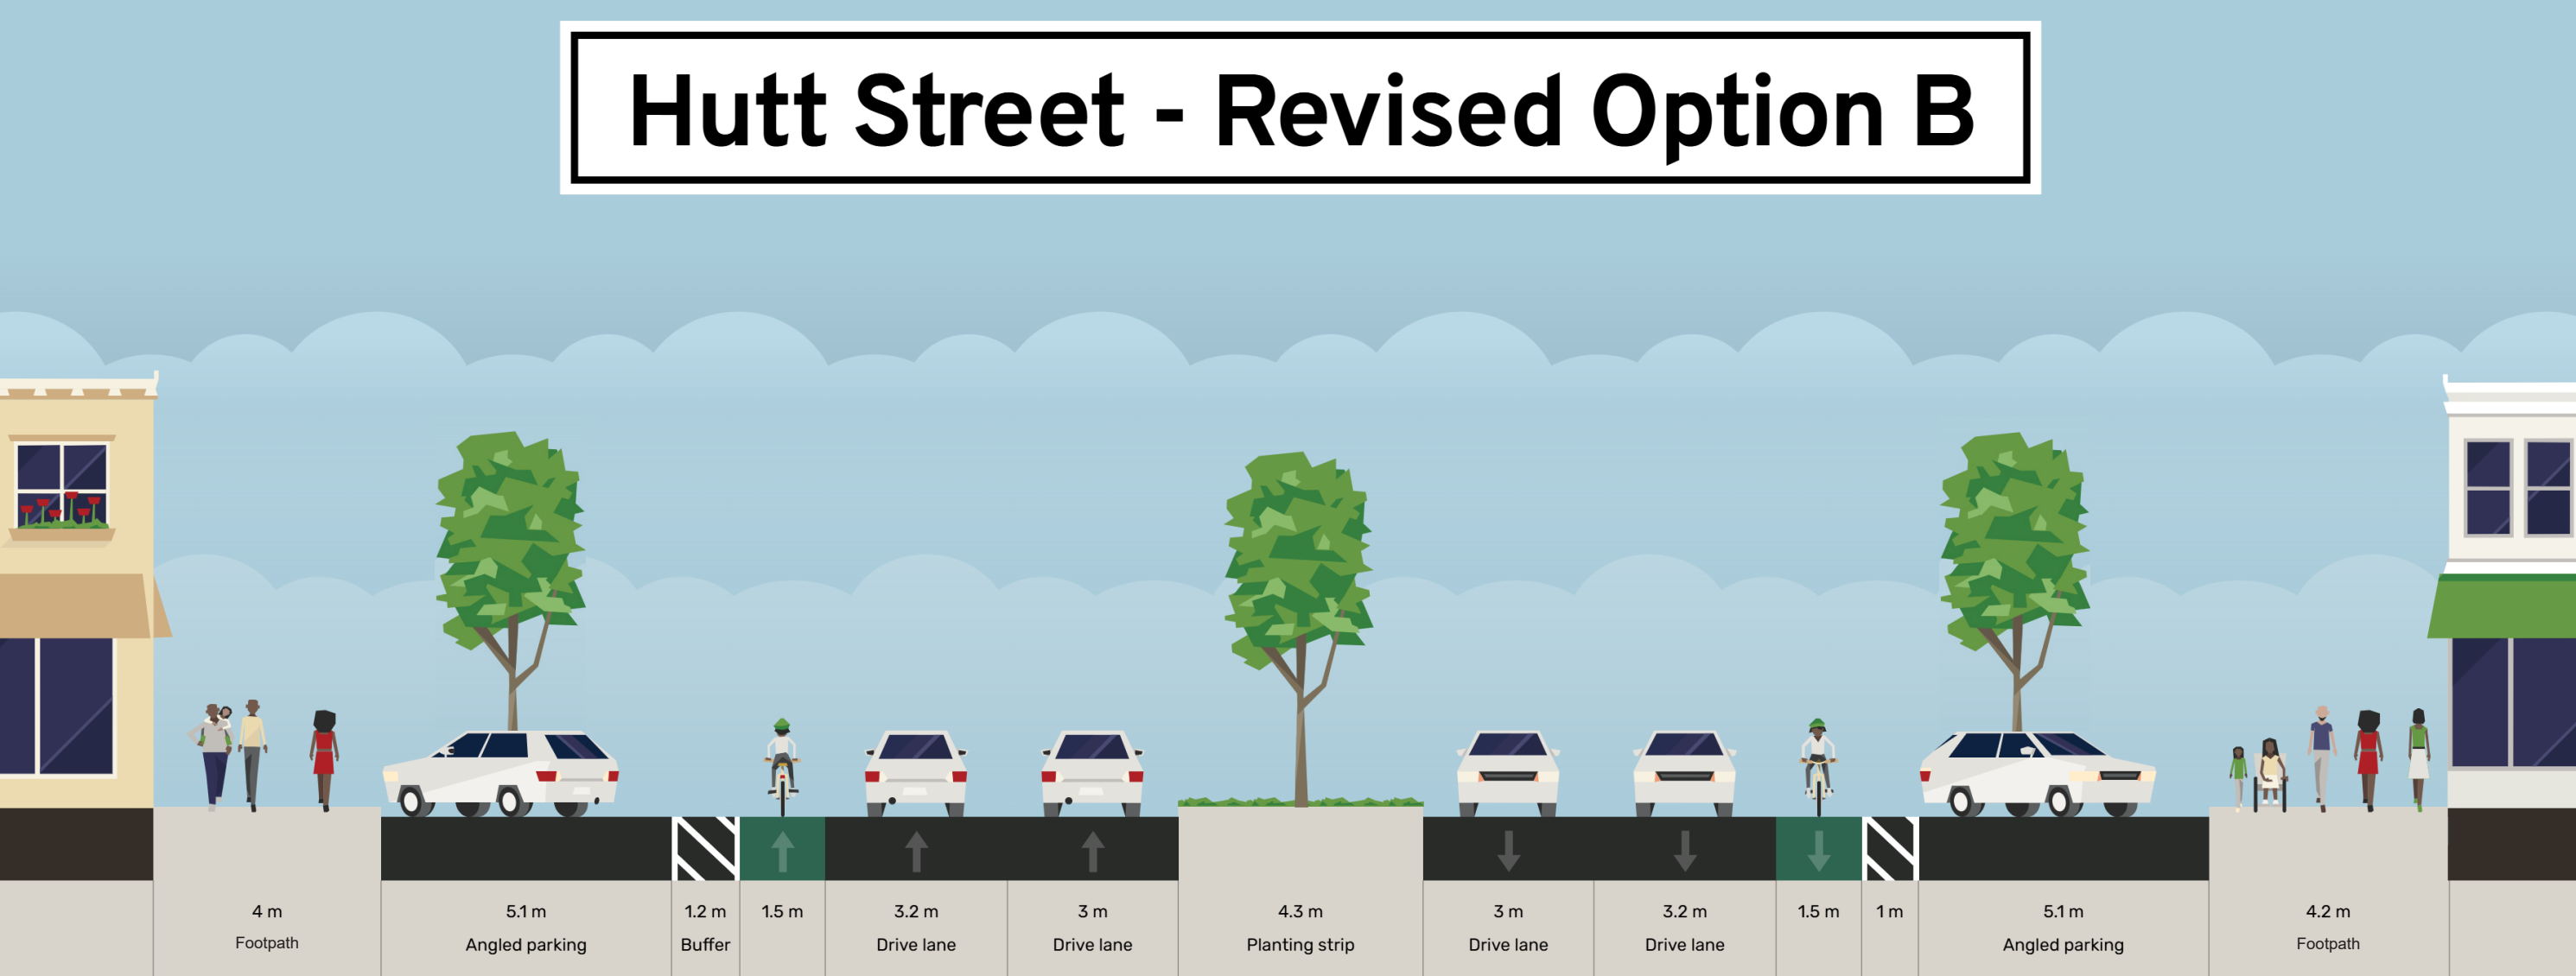 Hutt Street - Revised Option B
4 m
Footpath
5.1 m
Angled parking
1.2 m
Buffer
1.5 m
3.2 m
Drive lane
3 m
Drive lane
4.3 m
Planting strip
3 m
Drive lane
3.2 m
Drive lane
1.5 m
1 m
5.1 m
Angled parking
4.2 m
Footpath